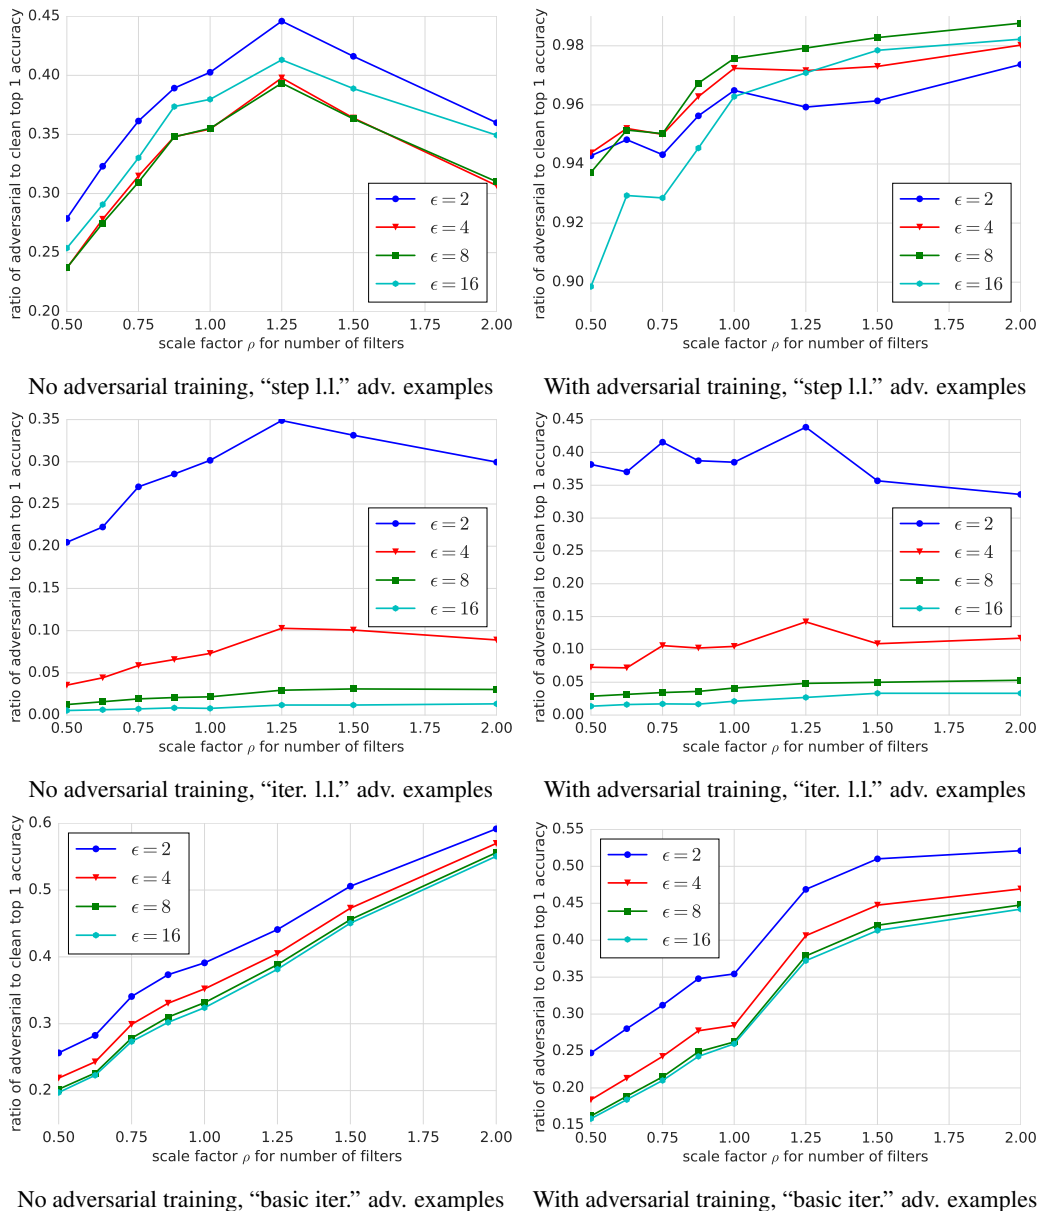 ratio of adversarial to clean top 1 accuracy
0.45
0.40
0.35
0.30
0.25
0.20
ϵ = 2
ϵ = 4
ϵ = 8
ϵ = 16
0.50 0.75 1.00 1.25 1.50 1.75 2.00
scale factor ρ for number of filters
No adversarial training, “step l.l.” adv. examples
ratio of adversarial to clean top 1 accuracy
0.98
0.96
0.94
0.92
0.90
ϵ = 2
ϵ = 4
ϵ = 8
ϵ = 16
0.50 0.75 1.00 1.25 1.50 1.75 2.00
scale factor ρ for number of filters
With adversarial training, “step l.l.” adv. examples
ratio of adversarial to clean top 1 accuracy
0.35
0.30
0.25
0.20
0.15
0.10
0.05
0.00
ϵ = 2
ϵ = 4
ϵ = 8
ϵ = 16
0.50 0.75 1.00 1.25 1.50 1.75 2.00
scale factor ρ for number of filters
No adversarial training, “iter. l.l.” adv. examples
ratio of adversarial to clean top 1 accuracy
0.45
0.40
0.35
0.30
0.25
0.20
0.15
0.10
0.05
0.00
ϵ = 2
ϵ = 4
ϵ = 8
ϵ = 16
0.50 0.75 1.00 1.25 1.50 1.75 2.00
scale factor ρ for number of filters
With adversarial training, “iter. l.l.” adv. examples
ratio of adversarial to clean top 1 accuracy
0.6
0.5
0.4
0.3
0.2
ϵ = 2
ϵ = 4
ϵ = 8
ϵ = 16
0.50 0.75 1.00 1.25 1.50 1.75 2.00
scale factor ρ for number of filters
No adversarial training, “basic iter.” adv. examples
ratio of adversarial to clean top 1 accuracy
0.55
0.50
0.45
0.40
0.35
0.30
0.25
0.20
0.15
ϵ = 2
ϵ = 4
ϵ = 8
ϵ = 16
0.50 0.75 1.00 1.25 1.50 1.75 2.00
scale factor ρ for number of filters
With adversarial training, “basic iter.” adv. examples